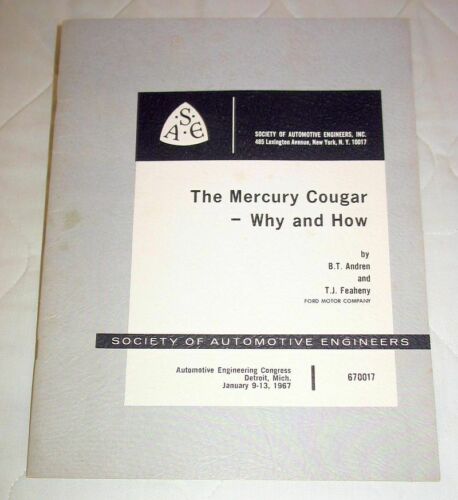 S
A E
SOCIETY OF AUTOMOTIVE ENGINEERS, INC.
485 Lexington Avenue, New York, N. Y. 10017
The Mercury Cougar
– Why and How
by
B.T. Andren
and
T.J. Feaheny
FORD MOTOR COMPANY
SOCIETY OF AUTOMOTIVE ENGINEERS
Automotive Engineering Congress
Detroit, Mich.
January 9-13, 1967
670017